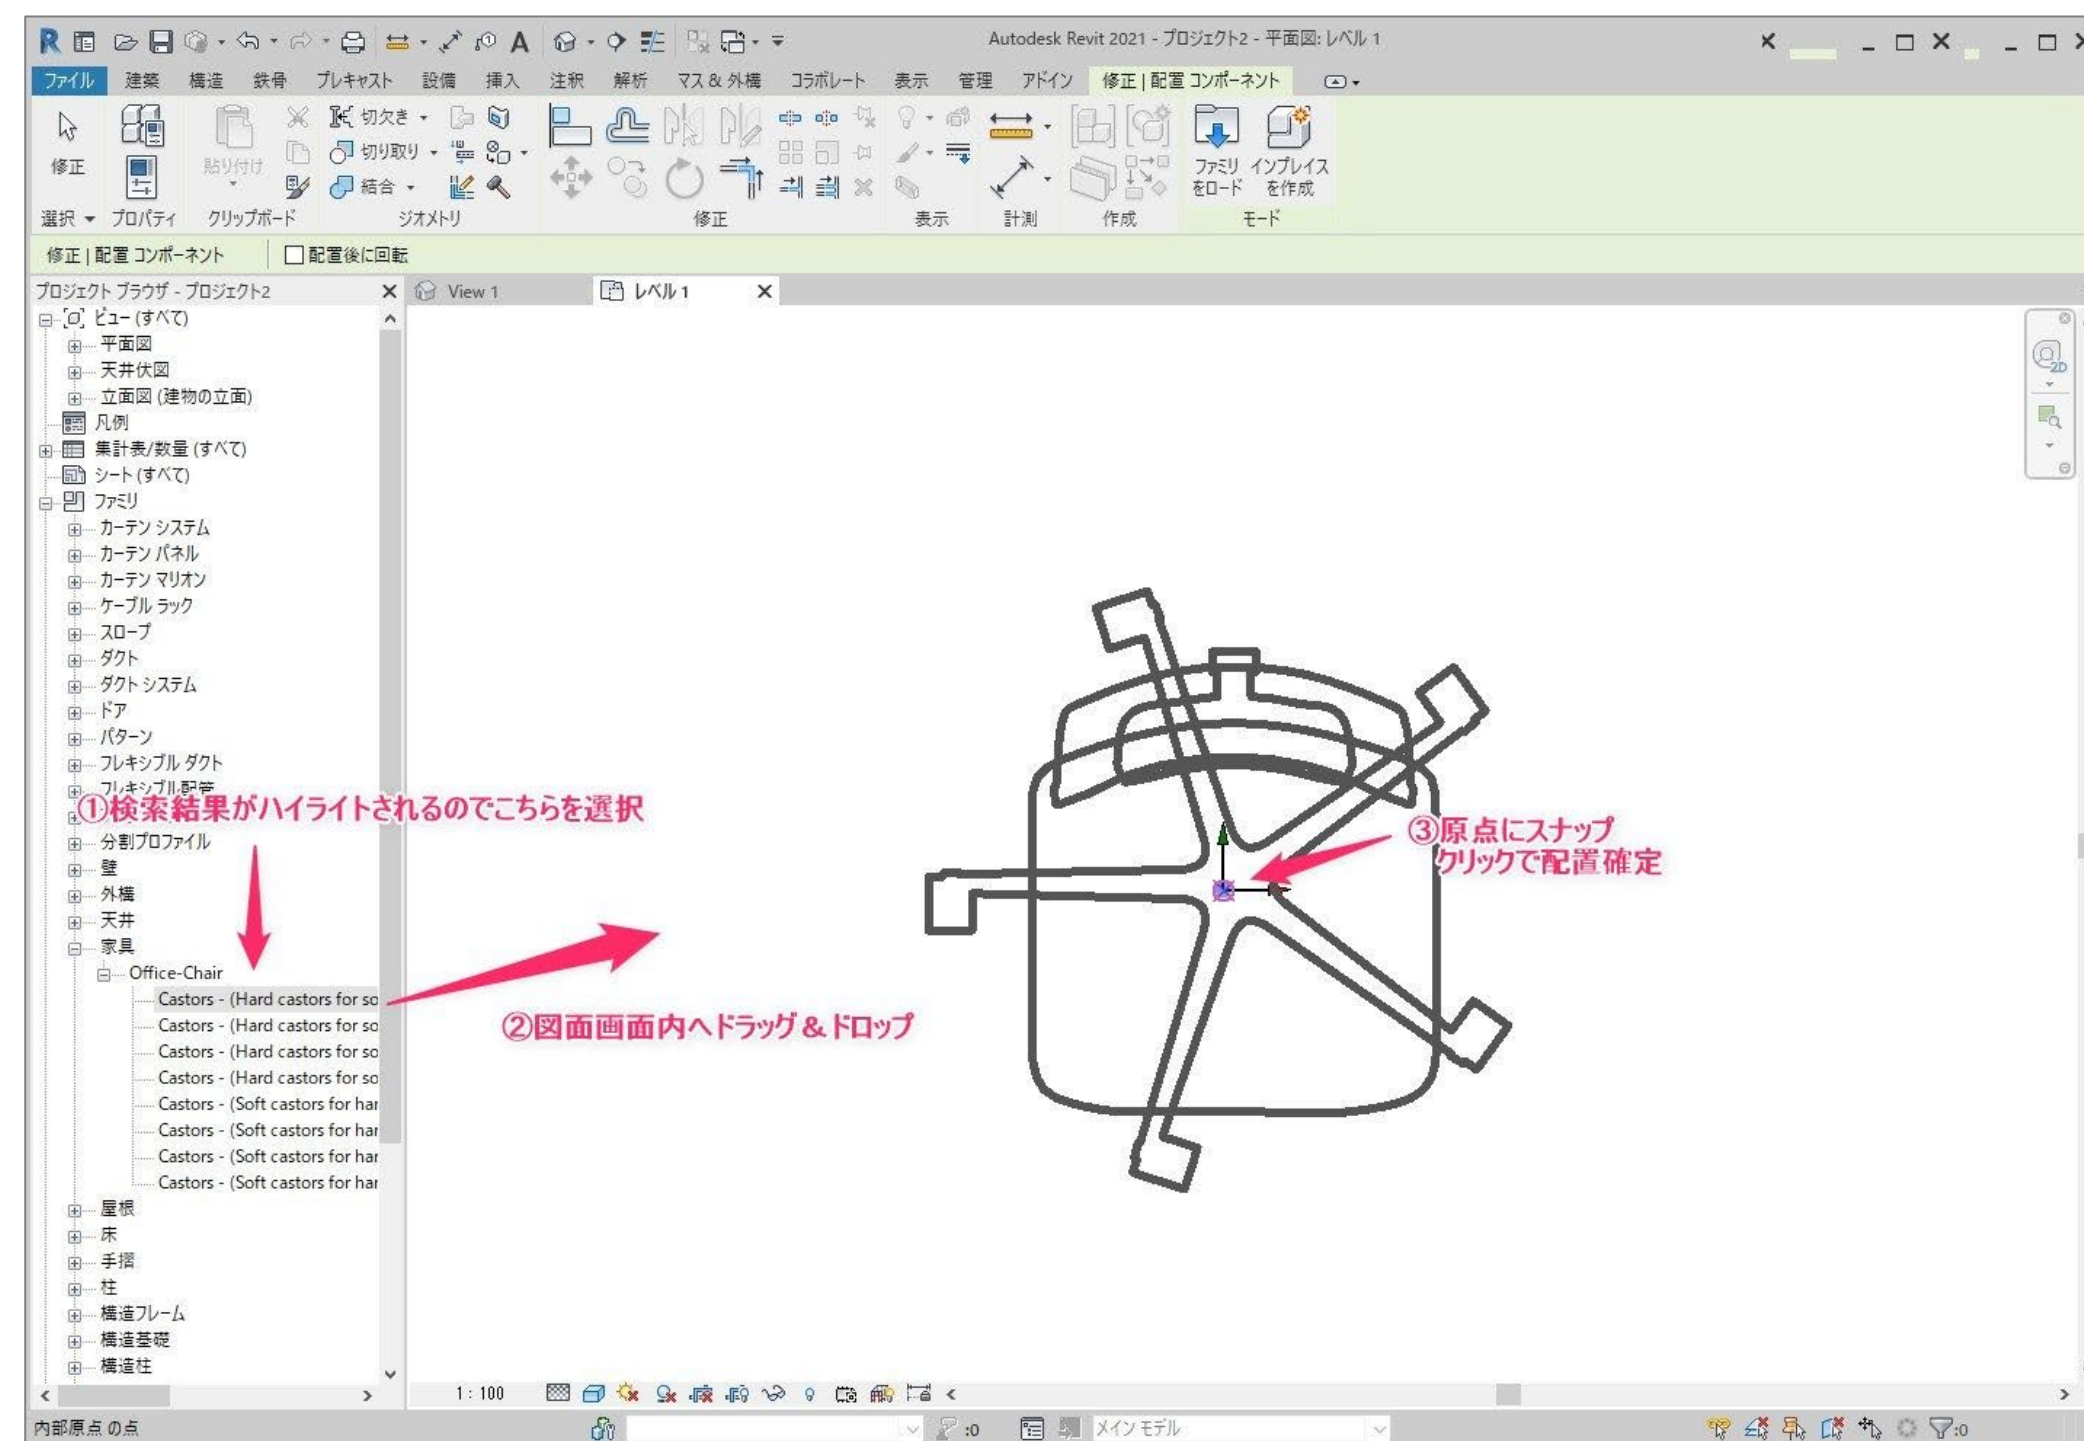 R
A
Autodesk Revit 2021 - プロジェクト2 - 平面図: レベル 1
ファイル 建築 構造 鉄骨 プレキャスト 設備 挿入 注釈 解析 マス & 外構 コラボレート 表示 管理 アドイン 修正 | 配置 コンポーネント
修正
貼り付け
切欠き
切り取り
結合
ファミリをロード
インプレイスを作成
選択 プロパティ クリップボード ジオメトリ 修正 表示 計測 作成 モード
修正 | 配置 コンポーネント 配置後に回転
プロジェクト ブラウザ - プロジェクト2
View 1 レベル 1
ビュー (すべて)
平面図
天井伏図
立面図 (建物の立面)
凡例
集計表/数量 (すべて)
シート (すべて)
ファミリ
カーテン システム
カーテン パネル
カーテン マリオン
ケーブル ラック
スロープ
ダクト
ダクト システム
ドア
パターン
フレキシブル ダクト
フレキシブル配管
①検索結果がハイライトされるのでこちらを選択
分割プロファイル
壁
外構
天井
家具
Office-Chair
Castors - (Hard castors for so
Castors - (Hard castors for so
Castors - (Hard castors for so
Castors - (Hard castors for so
Castors - (Soft castors for har
Castors - (Soft castors for har
Castors - (Soft castors for har
Castors - (Soft castors for har
屋根
床
手摺
柱
構造フレーム
構造基礎
構造柱
②図面画面内へドラッグ＆ドロップ
③原点にスナップ
クリックで配置確定
2D
1 : 100
内部原点 の点
:0
メイン モデル
:0